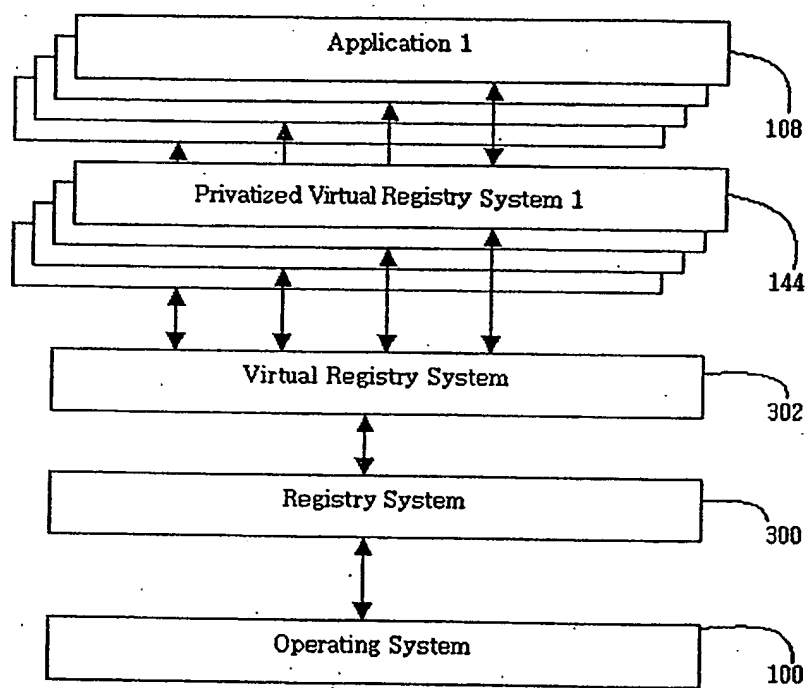 Application 1
108
Privatized Virtual Registry System 1
144
Virtual Registry System
302
Registry System
300
Operating System
100